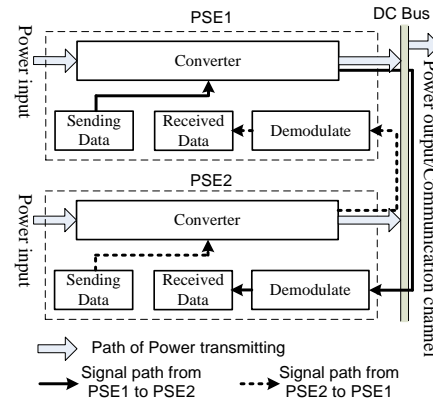 PSE1
DC Bus
Power input
Converter
Sending
Data
Received
Data
Demodulate
PSE2
Power input
Converter
Sending
Data
Received
Data
Demodulate
Power output/Communication channel
Path of Power transmitting
Signal path from
PSE1 to PSE2
Signal path from
PSE2 to PSE1